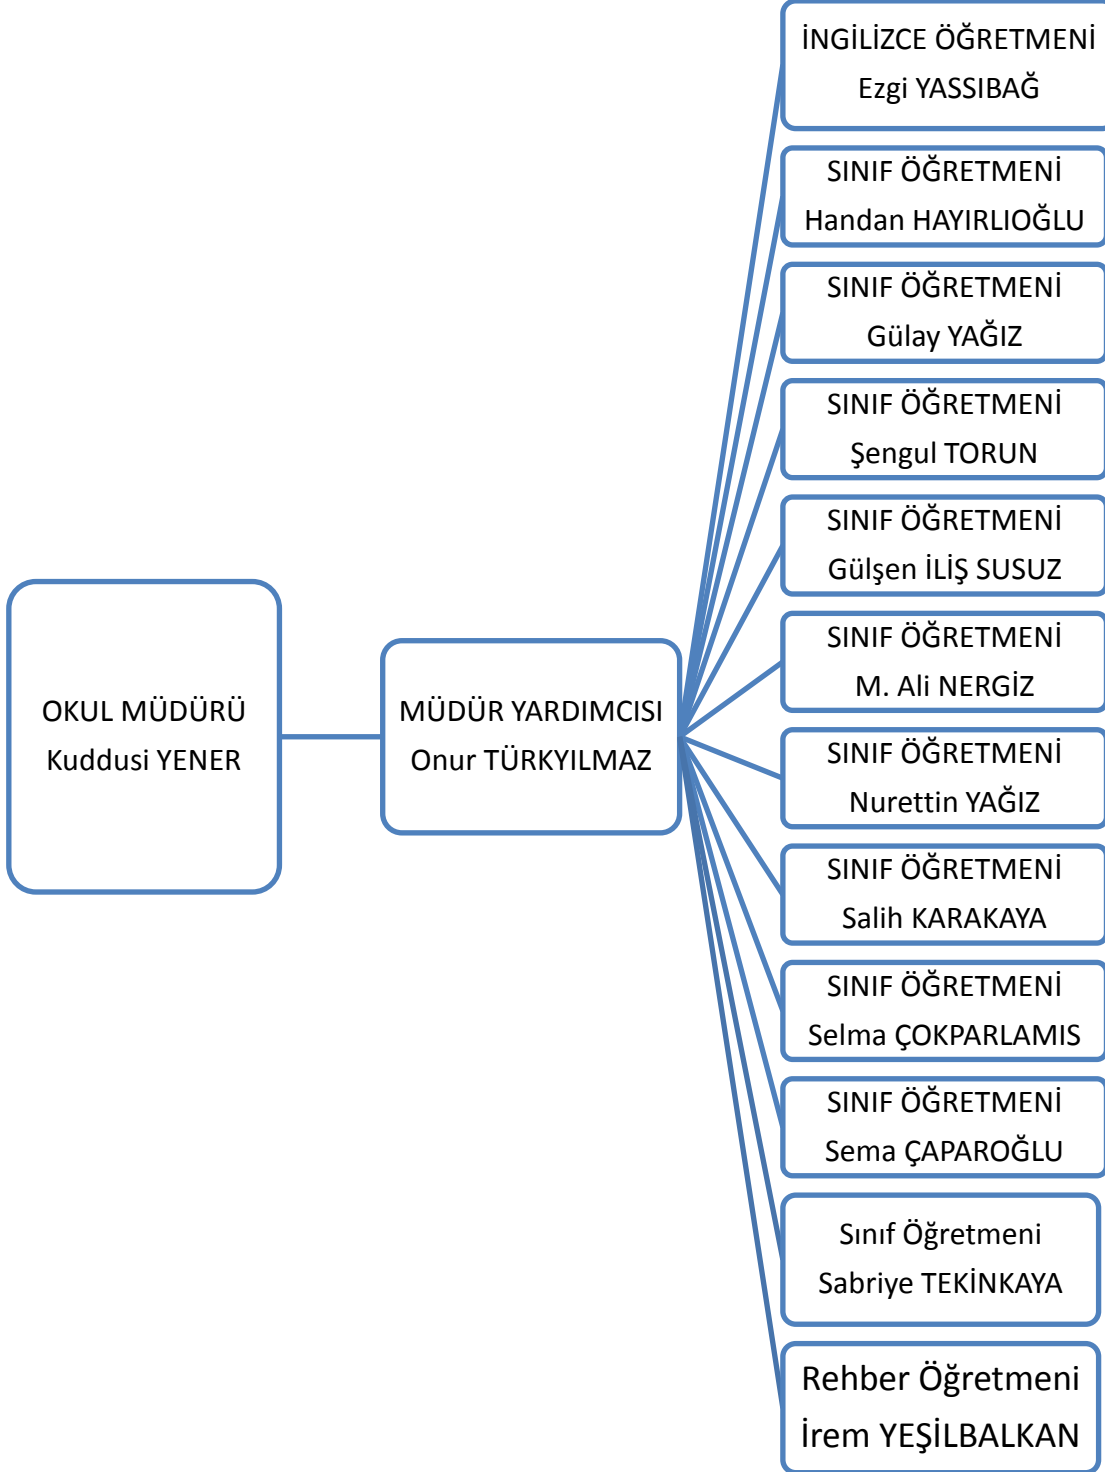 OKUL MÜDÜRÜ
Kuddusi YENER
MÜDÜR YARDIMCISI
Onur TÜRKYILMAZ
İNGİLİZCE ÖĞRETMENİ
Ezgi YASSIBAĞ
SINIF ÖĞRETMENİ
Handan HAYIRLIOĞLU
SINIF ÖĞRETMENİ
Gülay YAĞIZ
SINIF ÖĞRETMENİ
Şengul TORUN
SINIF ÖĞRETMENİ
Gülşen İLİŞ SUSUZ
SINIF ÖĞRETMENİ
M. Ali NERGİZ
SINIF ÖĞRETMENİ
Nurettin YAĞIZ
SINIF ÖĞRETMENİ
Salih KARAKAYA
SINIF ÖĞRETMENİ
Selma ÇOKPARLAMIS
SINIF ÖĞRETMENİ
Sema ÇAPAROĞLU
Sınıf Öğretmeni
Sabriye TEKİNKAYA
Rehber Öğretmeni
İrem YEŞİLBALKAN